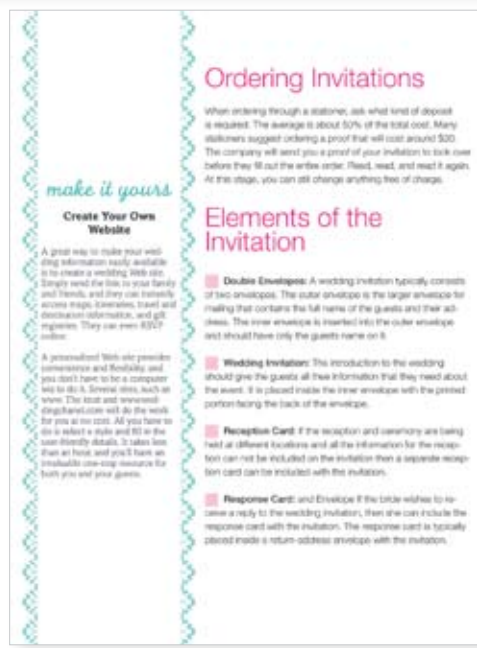 make it yours
Create Your Own
Website
A great way to make your wed-
ding information easily available
is to create a wedding Web site.
Simply send the link to your family
and friends, and they can instantly
access maps, itineraries, travel and
destination information, and gift
registries. They can even RSVP
online.
A personalized Web site provides
convenience and flexibility, and
you don't have to be a computer
wiz to do it. Several sites, such as
www. The knot and wwwwed-
dingchannel.com will do the work
for you at no cost. All you have to
do is select a style and fill in the
user-friendly details. It takes less
than an hour, and you'll have an
invaluable one-stop resource for
both you and your guests.
Ordering Invitations
When ordering through a stationer, ask what kind of deposit
is required. The average is about 50% of the total cost. Many
stationers suggest ordering a proof that will cost around $20.
The company will send you a proof of your invitation to look over
before they fill out the entire order. Read, read, and read it again.
At this stage, you can still change anything free of charge.
Elements of the
Invitation
Double Envelopes: A wedding invitation typically consists
of two envelopes. The outer envelope is the larger envelope for
mailing that contains the full name of the guests and their ad-
dress. The inner envelope is inserted into the outer envelope
and should have only the guests name on it.
Wedding Invitation: The introduction to the wedding
should give the guests all the information that they need about
the event. It is placed inside the inner envelope with the printed
portion facing the back of the envelope.
Reception Card: If the reception and ceremony are being
held at different locations and all the information for the recep-
tion can not be included on the invitation then a separate recep-
tion card can be included with the invitation.
Response Card: and Envelope If the bride wishes to re-
ceive a reply to the wedding invitation, then she can include the
response card with the invitation. The response card is typically
placed inside a return-address envelope with the invitation.